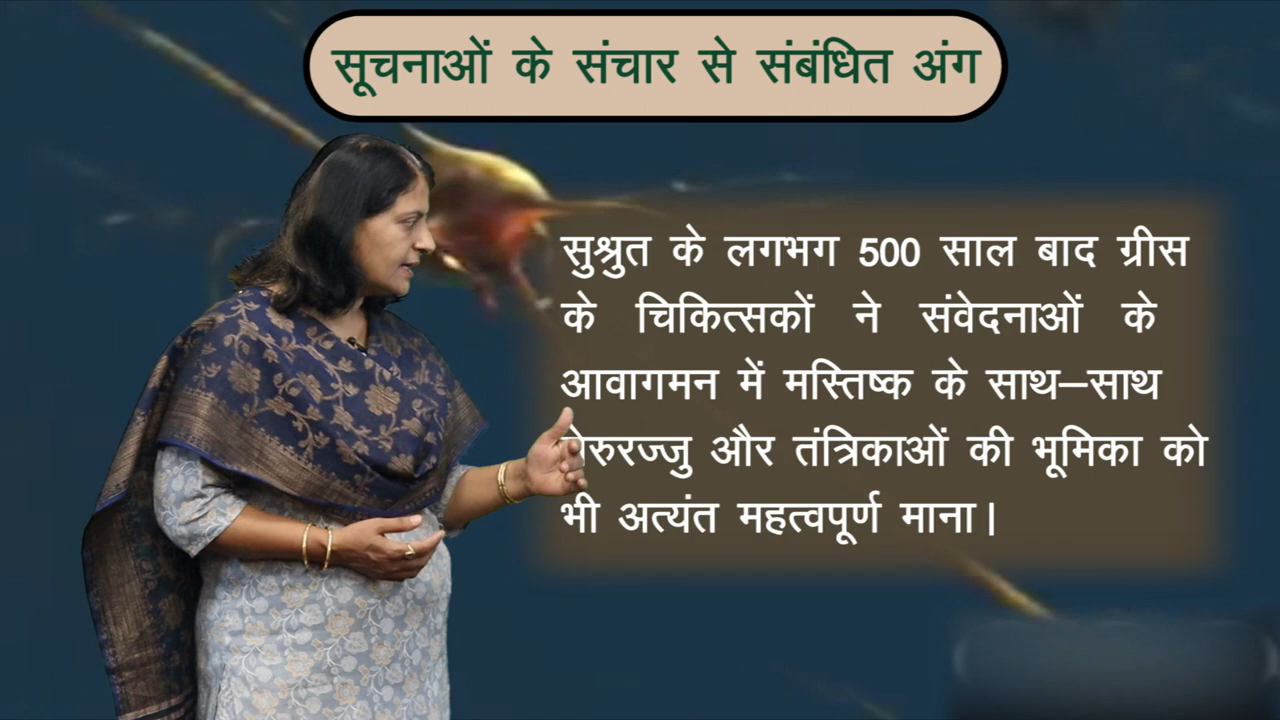 सूचनाओं के संचार से संबंधित अंग
सुश्रुत के लगभग 500 साल बाद ग्रीस
के चिकित्सकों ने संवेदनाओं के
आवागमन में मस्तिष्क के साथ–साथ
मेरुरज्जु और तंत्रिकाओं की भूमिका को
भी अत्यंत महत्वपूर्ण माना।